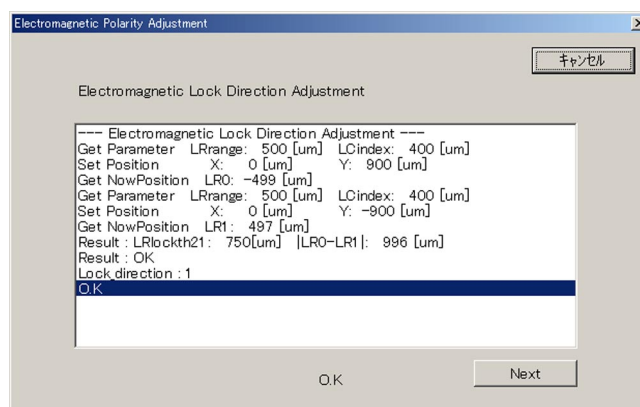 Electromagnetic Polarity Adjustment
キャンセル
Electromagnetic Lock Direction Adjustment
--- Electromagnetic Lock Direction Adjustment ---
Get Parameter LRrange: 500 [um] LCindex: 400 [um]
Set Position X: 0 [um] Y: 900 [um]
Get NowPosition LR0: -499 [um]
Get Parameter LRrange: 500 [um] LCindex: 400 [um]
Set Position X: 0 [um] Y: -900 [um]
Get NowPosition LR1: 497 [um]
Result : LRlockth21: 750[um] |LR0-LR1|: 996 [um]
Result : OK
Lock_direction : 1
O.K
O.K
Next